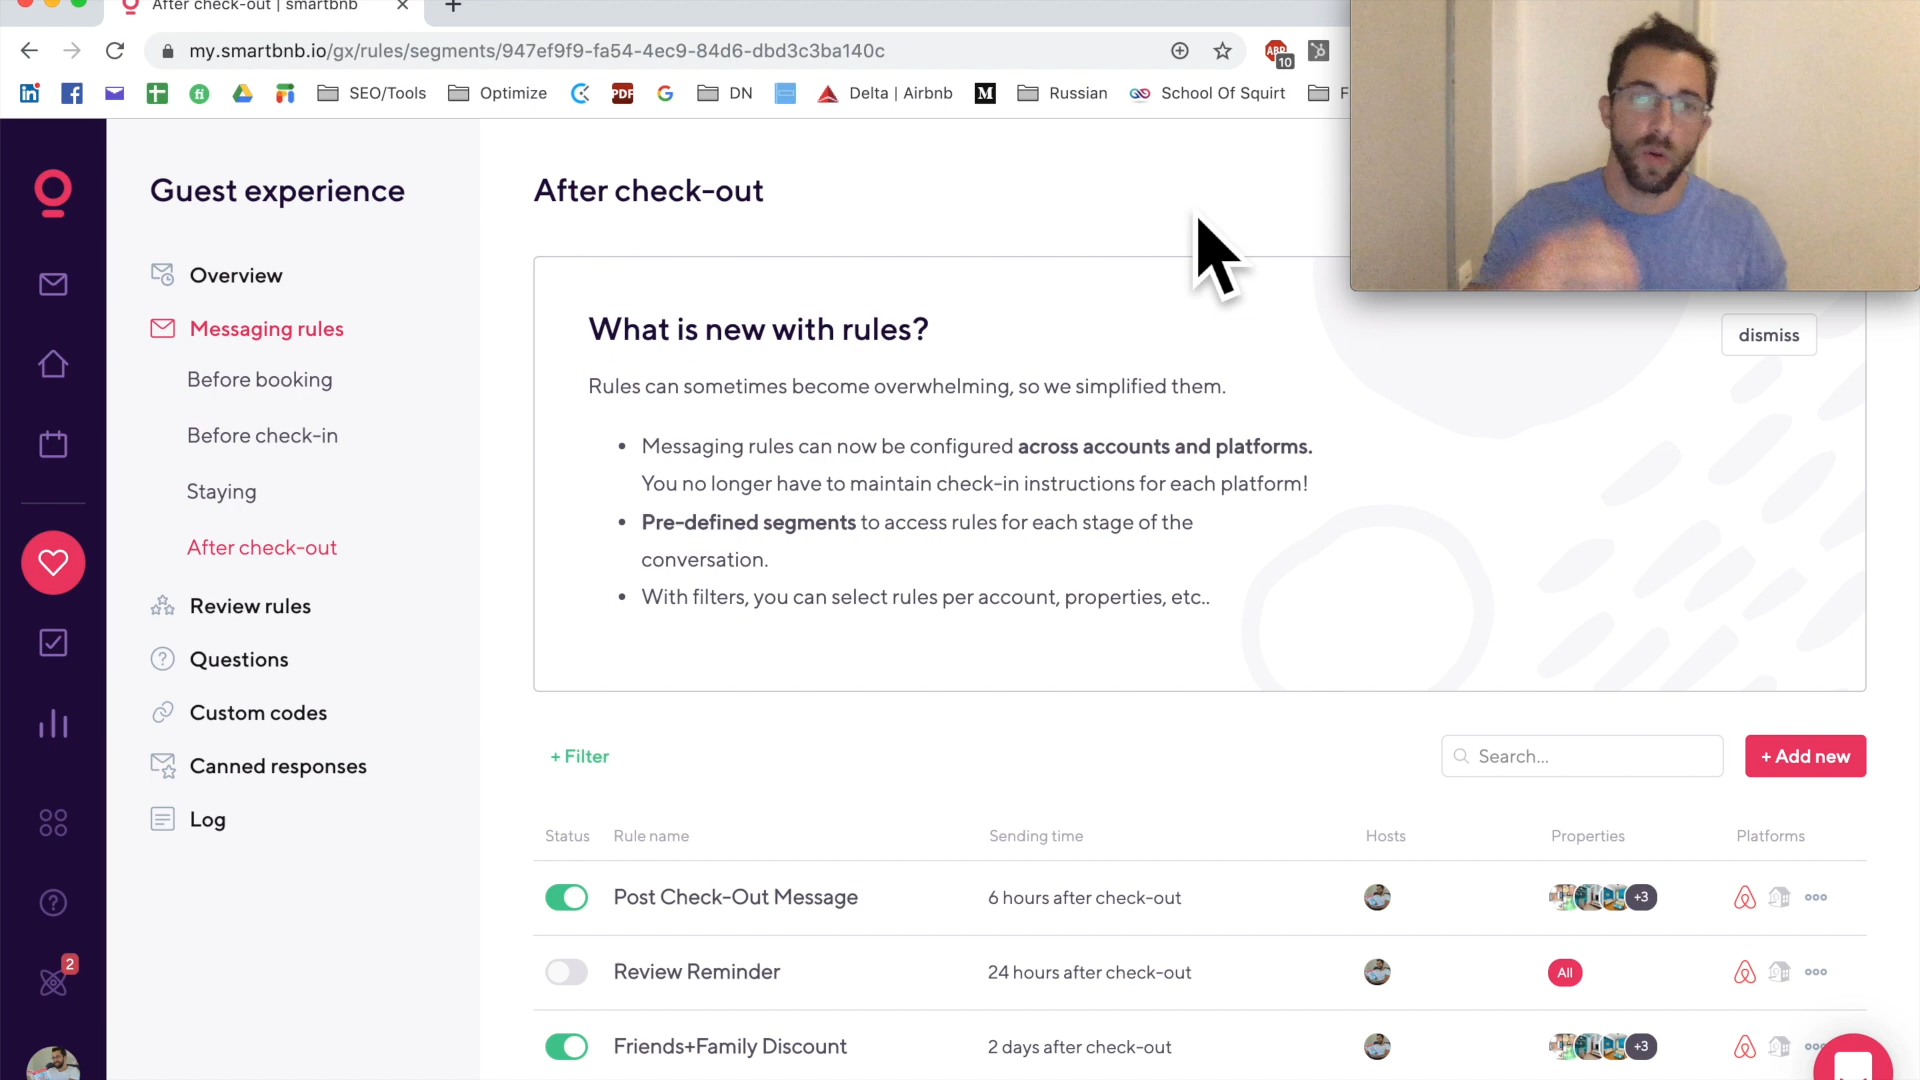 After check-out | smartbnb
my.smartbnb.io/gx/rules/segments/947ef9f9-fa54-4ec9-84d6-dbd3c3ba140c
ABP
10
SEO/Tools
Optimize
PDF
DN
Delta | Airbnb
M
Russian
School Of Squirt
F
Guest experience
Overview
Messaging rules
Before booking
Before check-in
Staying
After check-out
Review rules
Questions
Custom codes
Canned responses
Log
2
After check-out
What is new with rules?
dismiss
Rules can sometimes become overwhelming, so we simplified them.
• Messaging rules can now be configured across accounts and platforms.
You no longer have to maintain check-in instructions for each platform!
• Pre-defined segments to access rules for each stage of the
conversation.
• With filters, you can select rules per account, properties, etc..
+ Filter
Search...
+ Add new
Status Rule name Sending time Hosts Properties Platforms
Post Check-Out Message 6 hours after check-out +3
Review Reminder 24 hours after check-out All
Friends+Family Discount 2 days after check-out +3